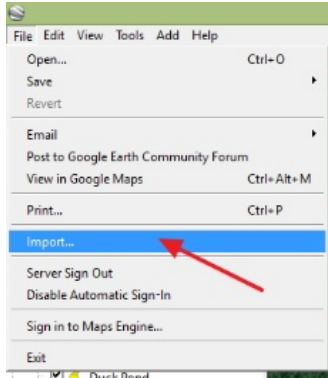 File Edit View Tools Add Help
Open... Ctrl+O
Save
Revert
Email
Post to Google Earth Community Forum
View in Google Maps Ctrl+Alt+M
Print... Ctrl+P
Import...
Server Sign Out
Disable Automatic Sign-In
Sign in to Maps Engine...
Exit
Duck Pond